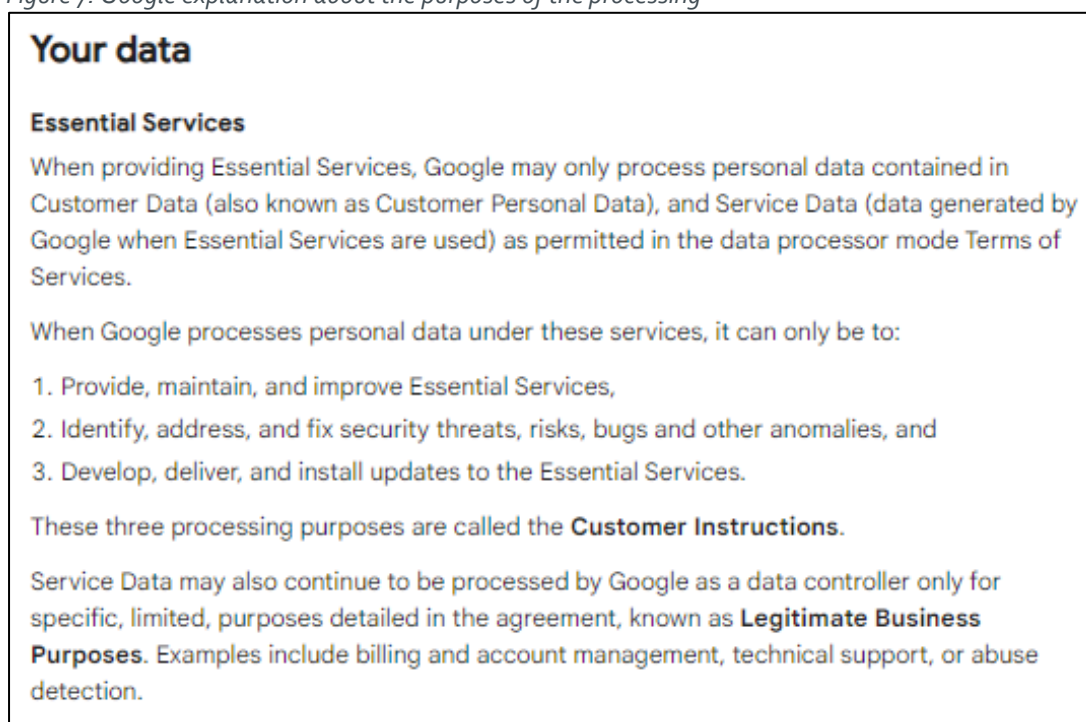 Figure 7: Google explanation about the purposes of the processing
Your data
Essential Services
When providing Essential Services, Google may only process personal data contained in
Customer Data (also known as Customer Personal Data), and Service Data (data generated by
Google when Essential Services are used) as permitted in the data processor mode Terms of
Services.
When Google processes personal data under these services, it can only be to:
1. Provide, maintain, and improve Essential Services,
2. Identify, address, and fix security threats, risks, bugs and other anomalies, and
3. Develop, deliver, and install updates to the Essential Services.
These three processing purposes are called the Customer Instructions.
Service Data may also continue to be processed by Google as a data controller only for
specific, limited, purposes detailed in the agreement, known as Legitimate Business
Purposes. Examples include billing and account management, technical support, or abuse
detection.